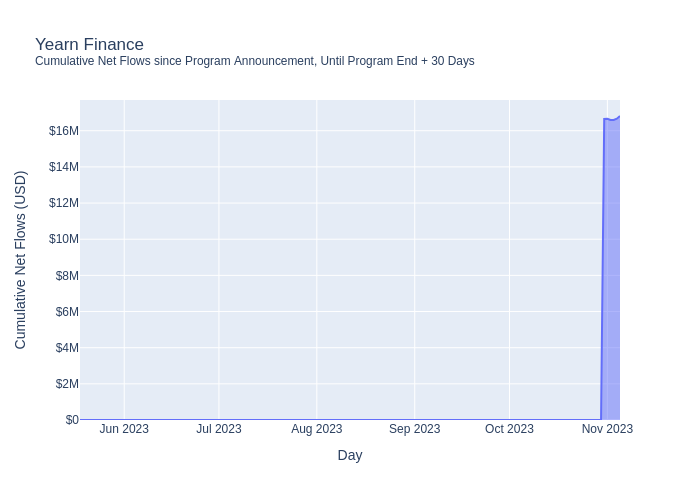 Yearn Finance
Cumulative Net Flows since Program Announcement, Until Program End + 30 Days
Cumulative Net Flows (USD)
$16M
$14M
$12M
$10M
$8M
$6M
$4M
$2M
$0
Jun 2023
Jul 2023
Aug 2023
Sep 2023
Oct 2023
Nov 2023
Day